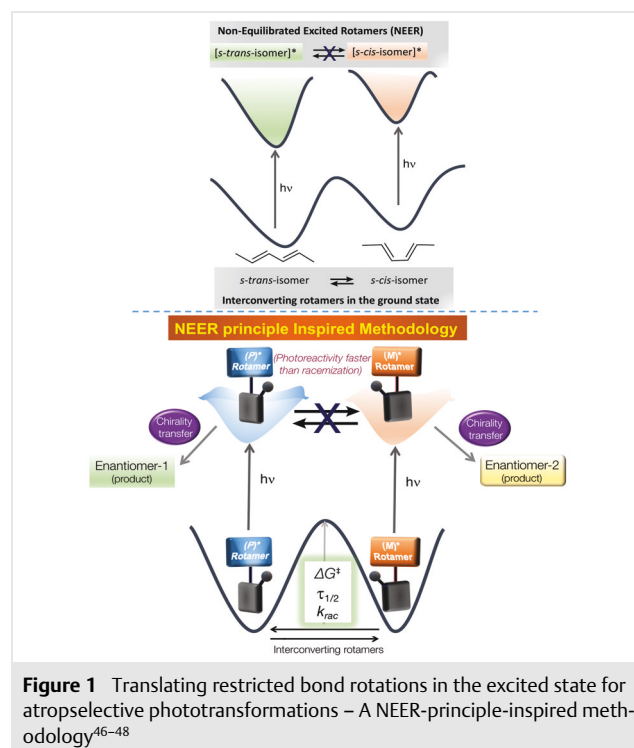 Non-Equilibrated Excited Rotamers (NEER)
[s-trans-isomer]* [s-cis-isomer]*
hν hν
s-trans-isomer s-cis-isomer
Interconverting rotamers in the ground state
NEER principle Inspired Methodology
(P)* Rotamer
(Photoreactivity faster than racemization)
(M)* Rotamer
Chirality transfer
Chirality transfer
Enantiomer-1 (product)
Enantiomer-2 (product)
hν hν
(P)* Rotamer
(M)* Rotamer
ΔG‡
τ1/2
krac
Interconverting rotamers
Figure 1 Translating restricted bond rotations in the excited state for
atropselective phototransformations – A NEER-principle-inspired meth-
odology46–48